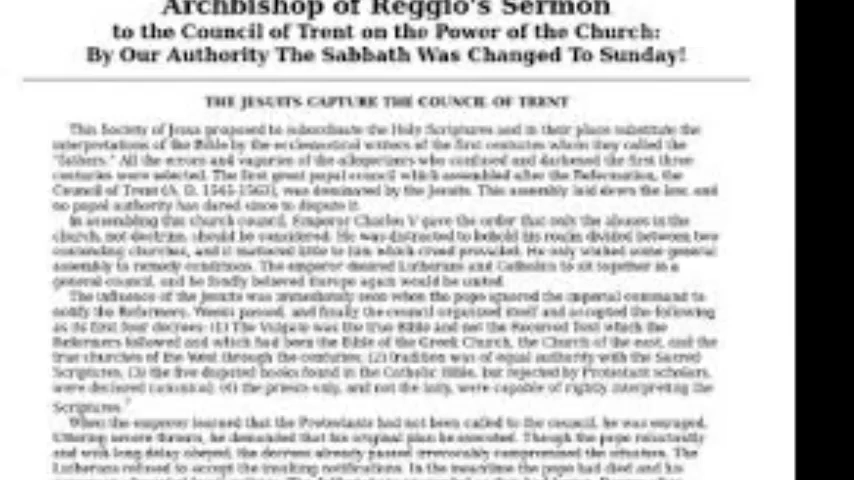 Archbishop of Reggio's Sermon
to the Council of Trent on the Power of the Church:
By Our Authority The Sabbath Was Changed To Sunday!
THE JESUITS CAPTURE THE COUNCIL OF TRENT
This Society of Jesus proposed to subordinate the Holy Scriptures and in their place substitute the
interpretations of the Bible by the ecclesiastical writers of the first centuries whom they called the
"fathers." All the errors and vagaries of the allegorizers who confused and darkened the first three
centuries were selected. The first great papal council which assembled after the Reformation, the
Council of Trent (A. D. 1545-1563), was dominated by the Jesuits. This assembly laid down the law, and
no papal authority has dared since to dispute it.
In assembling this church council, Emperor Charles V gave the order that only the abuses in the
church, not doctrine, should be considered. He was distracted to behold his realm divided between two
contending churches, and it mattered little to him which creed prevailed. He only wished some general
assembly to remedy conditions. The emperor desired Lutherans and Catholics to sit together in a
general council, and he fondly believed Europe again would be united.
The influence of the Jesuits was immediately seen when the pope ignored the imperial command to
notify the Reformers. Weeks passed, and finally the council organized itself and accepted the following
as its first four decrees: (1) The Vulgate was the true Bible and not the Received Text which the
Reformers followed and which had been the Bible of the Greek Church, the Church of the east, and the
true churches of the West through the centuries; (2) tradition was of equal authority with the Sacred
Scriptures; (3) the five disputed books found in the Catholic Bible, but rejected by Protestant scholars,
were declared canonical; (4) the priests only, and not the laity, were capable of rightly interpreting the
Scriptures.
When the emperor learned that the Protestants had not been called to the council, he was enraged.
Uttering severe threats, he demanded that his original plan be executed. Though the pope reluctantly
and with long delay obeyed, the decrees already passed irrevocably compromised the situation. The
Lutherans refused to accept the insulting notifications. In the meantime the pope had died and his